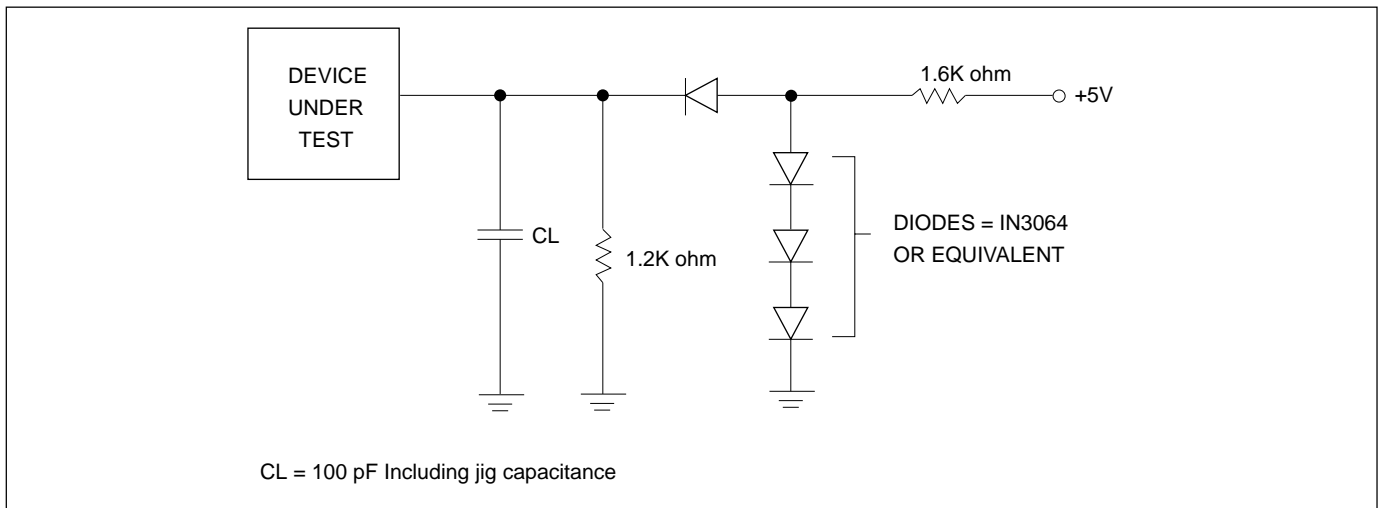 DEVICE
UNDER
TEST
1.6K ohm
+5V
CL
1.2K ohm
DIODES = IN3064
OR EQUIVALENT
CL = 100 pF Including jig capacitance